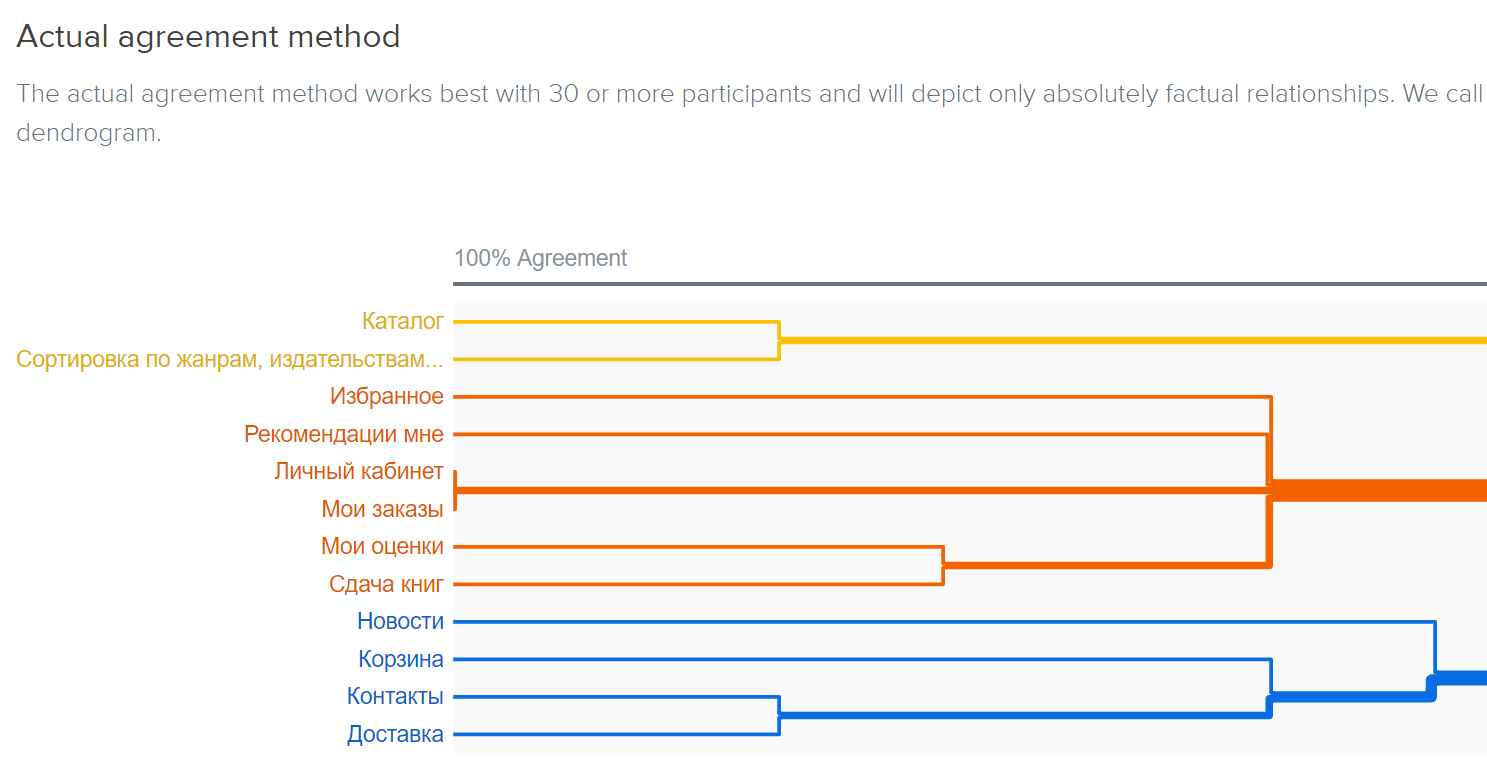 Actual agreement method
The actual agreement method works best with 30 or more participants and will depict only absolutely factual relationships. We call
dendrogram.
100% Agreement
Каталог
Сортировка по жанрам, издательствам...
Избранное
Рекомендации мне
Личный кабинет
Мои заказы
Мои оценки
Сдача книг
Новости
Корзина
Контакты
Доставка